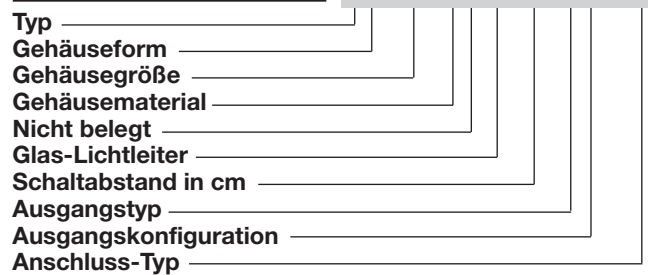 Typ
Gehäuseform
Gehäusegröße
Gehäusematerial
Nicht belegt
Glas-Lichtleiter
Schaltabstand in cm
Ausgangstyp
Ausgangskonfiguration
Anschluss-Typ